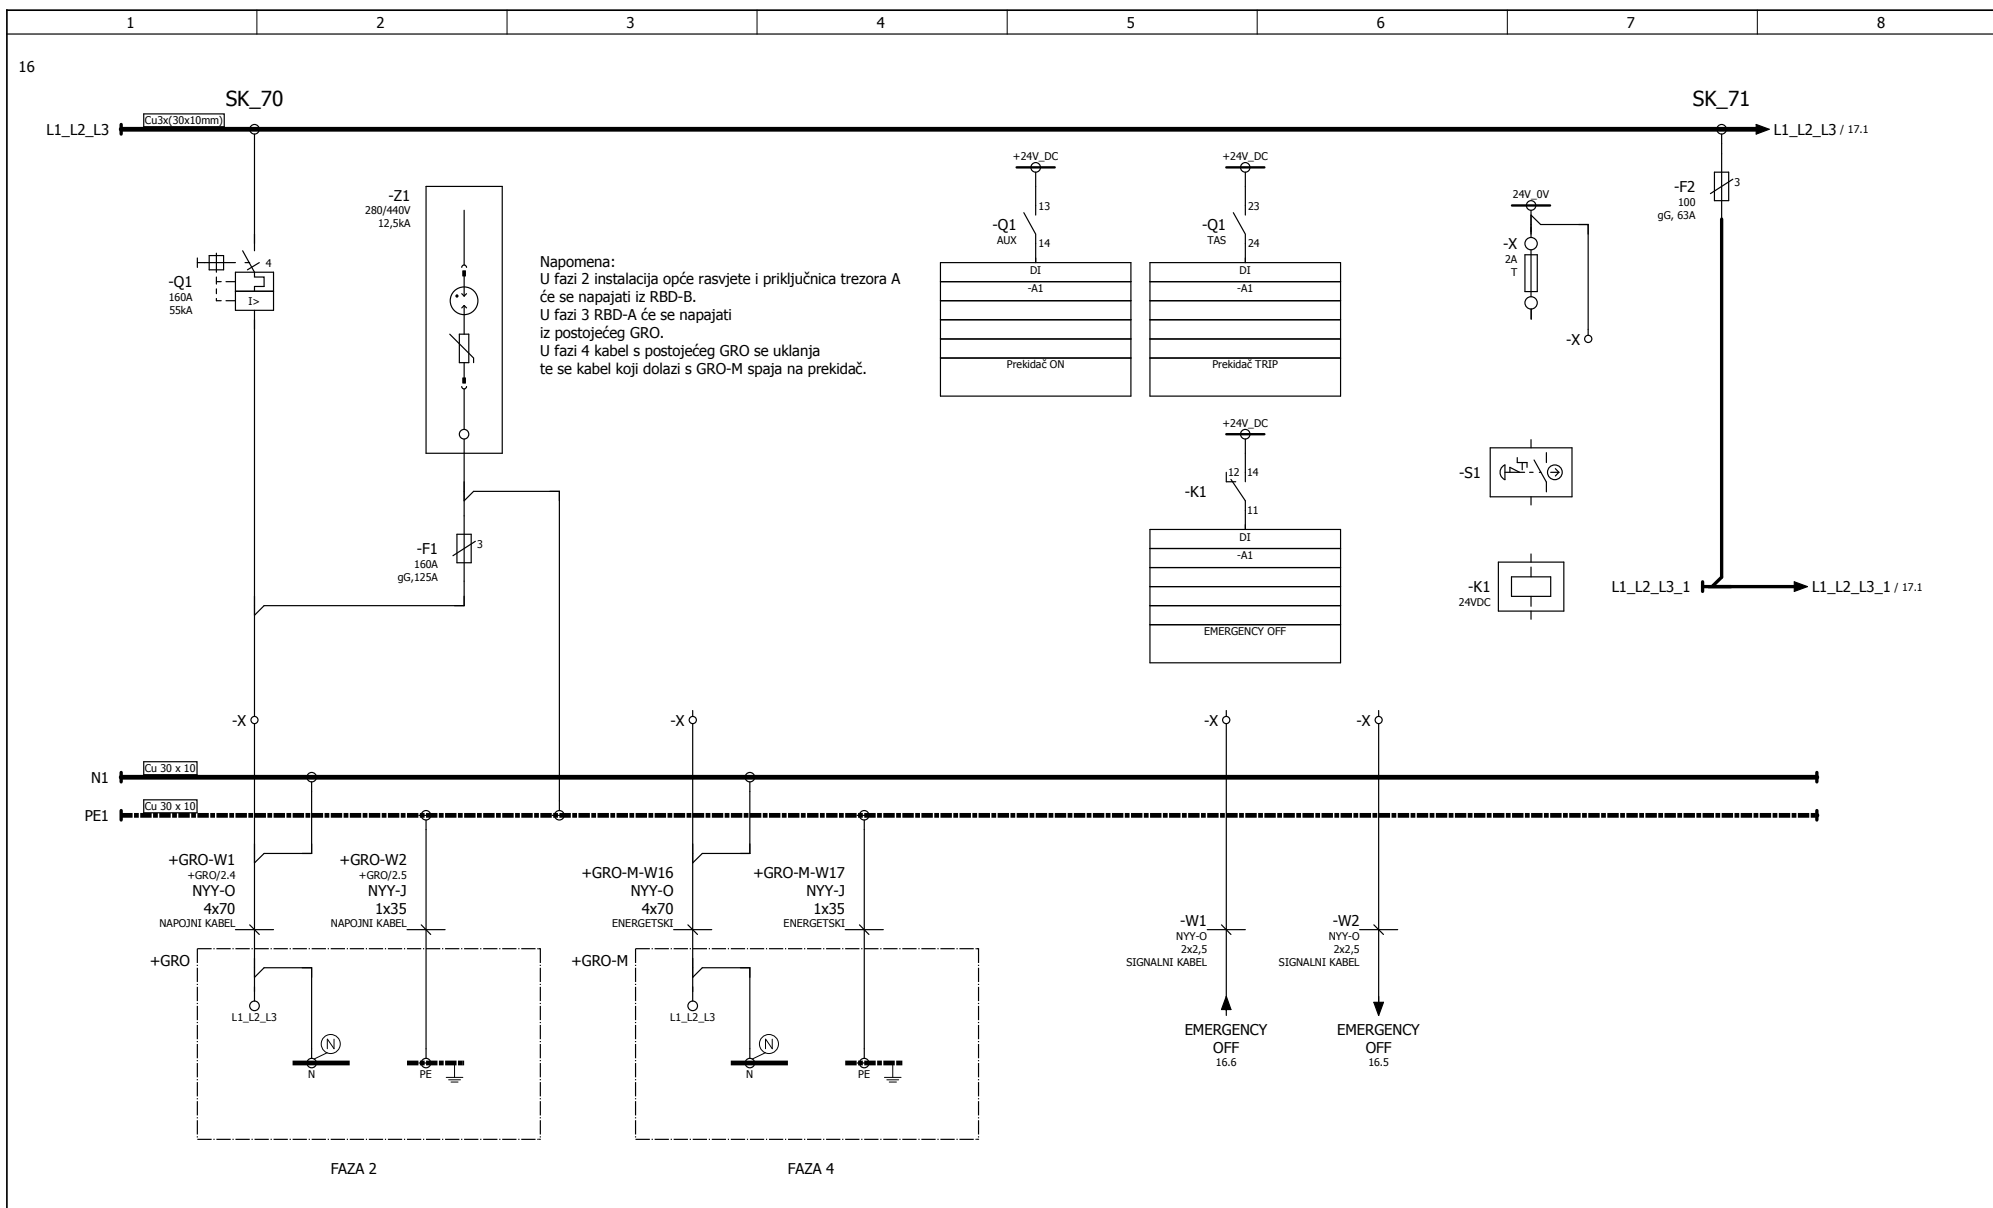 1 2 3 4 5 6 7 8
16
SK_70
SK_71
Cu3x(30x10mm)
L1_L2_L3
L1_L2_L3 / 17.1
-Z1
280/440V
12,5kA
Napomena:
U fazi 2 instalacija opće rasvjete i priključnica trezora A
će se napajati iz RBD-B.
U fazi 3 RBD-A će se napajati
iz postojećeg GRO.
U fazi 4 kabel s postojećeg GRO se uklanja
te se kabel koji dolazi s GRO-M spaja na prekidač.
-Q1
160A
55kA
4
I>
+24V_DC
13
-Q1
AUX
14
DI
-A1
Prekidač ON
+24V_DC
23
-Q1
TAS
24
DI
-A1
Prekidač TRIP
24V_0V
-X
2A
T
-X
-F2
100
gG, 63A
3
+24V_DC
12 14
-K1
11
DI
-A1
EMERGENCY OFF
-S1
-K1
24VDC
L1_L2_L3_1
L1_L2_L3_1 / 17.1
-F1
160A
gG,125A
3
-X
-X
-X
-X
N1
Cu 30 x 10
PE1
Cu 30 x 10
+GRO-W1
+GRO/2.4
NYY-O
4x70
NAPOJNI KABEL
+GRO-W2
+GRO/2.5
NYY-J
1x35
NAPOJNI KABEL
+GRO-M-W16
NYY-O
4x70
ENERGETSKI
+GRO-M-W17
NYY-J
1x35
ENERGETSKI
-W1
NYY-O
2x2,5
SIGNALNI KABEL
-W2
NYY-O
2x2,5
SIGNALNI KABEL
+GRO
L1_L2_L3
N
N
PE
+GRO-M
L1_L2_L3
N
N
PE
EMERGENCY
OFF
16.6
EMERGENCY
OFF
16.5
FAZA 2
FAZA 4